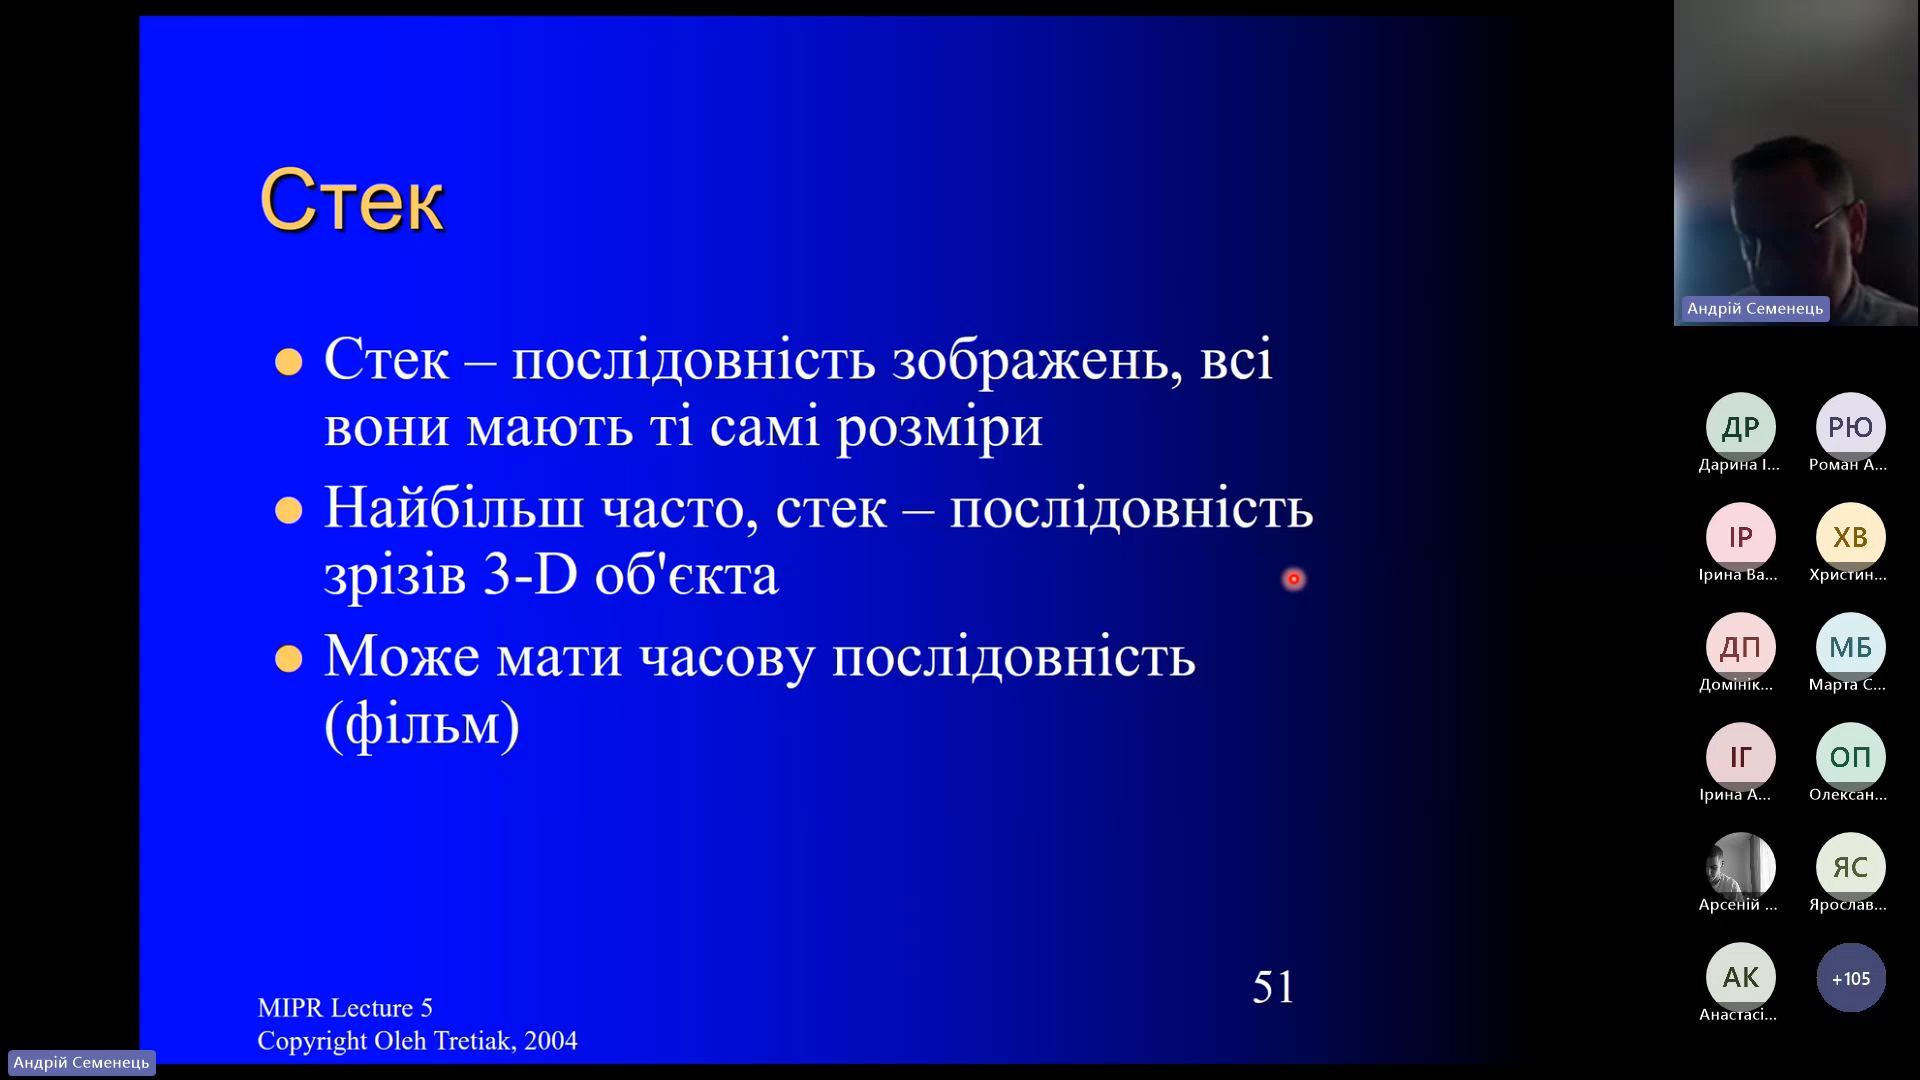 Стек
Стек – послідовність зображень, всі
вони мають ті самі розміри
Найбільш часто, стек – послідовність
зрізів 3-D об'єкта
Може мати часову послідовність
(фільм)
51
MIPR Lecture 5
Copyright Oleh Tretiak, 2004
Андрій Семенець
Андрій Семенець
ДР
РЮ
Дарина І...
Роман А...
ІР
ХВ
Ірина Ва...
Христин...
ДП
МБ
Домінік...
Марта С...
ІГ
ОП
Ірина А...
Олексан...
ЯС
Арсеній ...
Ярослав...
АК
+105
Анастасі...